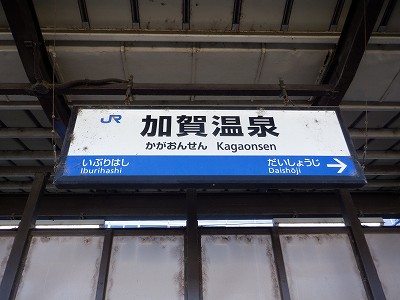 JR 加賀温泉
かがおんせん Kagaonsen
いぶりはし だいしょうじ
Iburihashi Daishōji